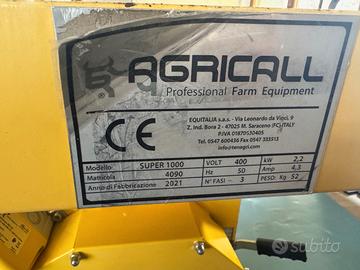 AGRICALL
Professional Farm Equipment
EQUITALIA s.a.s. - Via Leonardo da Vinci, 9
Z. Ind. Bora 2 - 47025 M. Saraceno (FC) ITALY
P.IVA 01870530405
Tel. 0547 600436 Fax 0547 333513
info@tenagri.com
CE
Modello SUPER 1000 VOLT 400 kW 2,2
Matricola 4090 Hz 50 Amp 4,3
Anno di Fabbricazione 2021 N° FASI - 3 PESO: Kg 52
subito